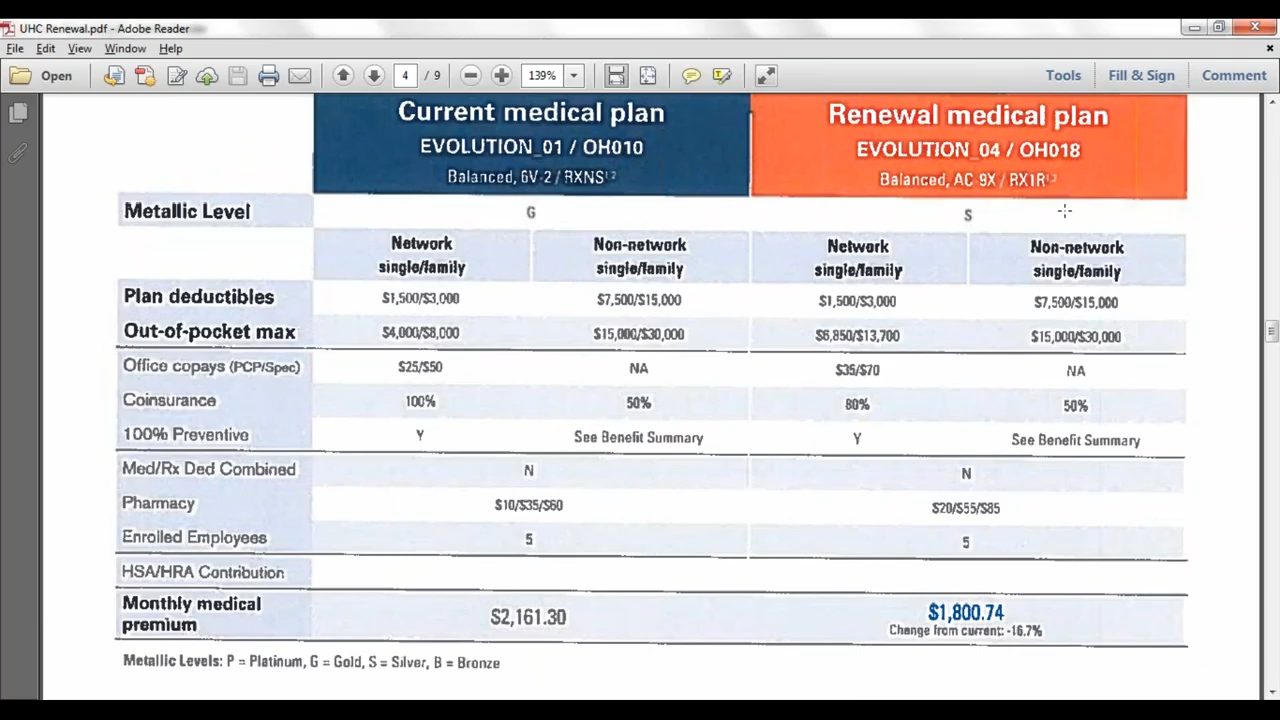 UHC Renewal.pdf - Adobe Reader
File Edit View Window Help
Open 4 / 9 139% Tools Fill & Sign Comment
Current medical plan Renewal medical plan
EVOLUTION_01 / OH010 EVOLUTION_04 / OH018
Balanced, 6V-2 / RXNS¹,² Balanced, AC-9X / RX1R¹,³
Metallic Level G S
Network Non-network Network Non-network
single/family single/family single/family single/family
Plan deductibles $1,500/$3,000 $7,500/$15,000 $1,500/$3,000 $7,500/$15,000
Out-of-pocket max $4,000/$8,000 $15,000/$30,000 $6,850/$13,700 $15,000/$30,000
Office copays (PCP/Spec) $25/$50 NA $35/$70 NA
Coinsurance 100% 50% 80% 50%
100% Preventive Y See Benefit Summary Y See Benefit Summary
Med/Rx Ded Combined N N
Pharmacy $10/$35/$60 $20/$55/$85
Enrolled Employees 5 5
HSA/HRA Contribution
Monthly medical
premium $2,161.30 $1,800.74
Change from current: -16.7%
Metallic Levels: P = Platinum, G = Gold, S = Silver, B = Bronze